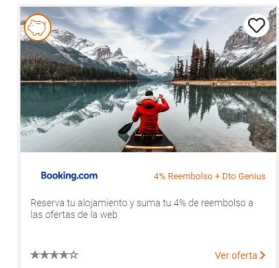 Booking.com
4% Reembolso + Dto Genius
Reserva tu alojamiento y suma tu 4% de reembolso a
las ofertas de la web
Ver oferta